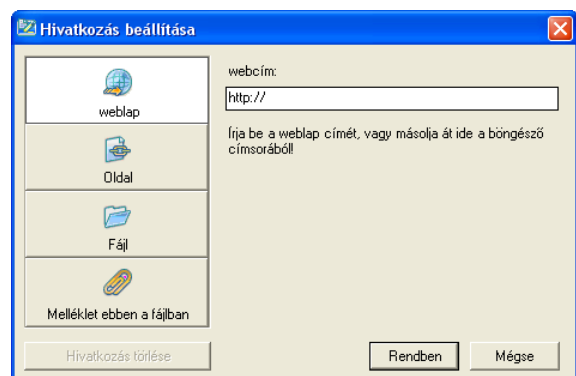 Hivatkozás beállítása
weblap
Oldal
Fájl
Melléklet ebben a fájlban
Hivatkozás törlése
webcím:
http://
Írja be a weblap címét, vagy másolja át ide a böngésző
címsorából!
Rendben
Mégse